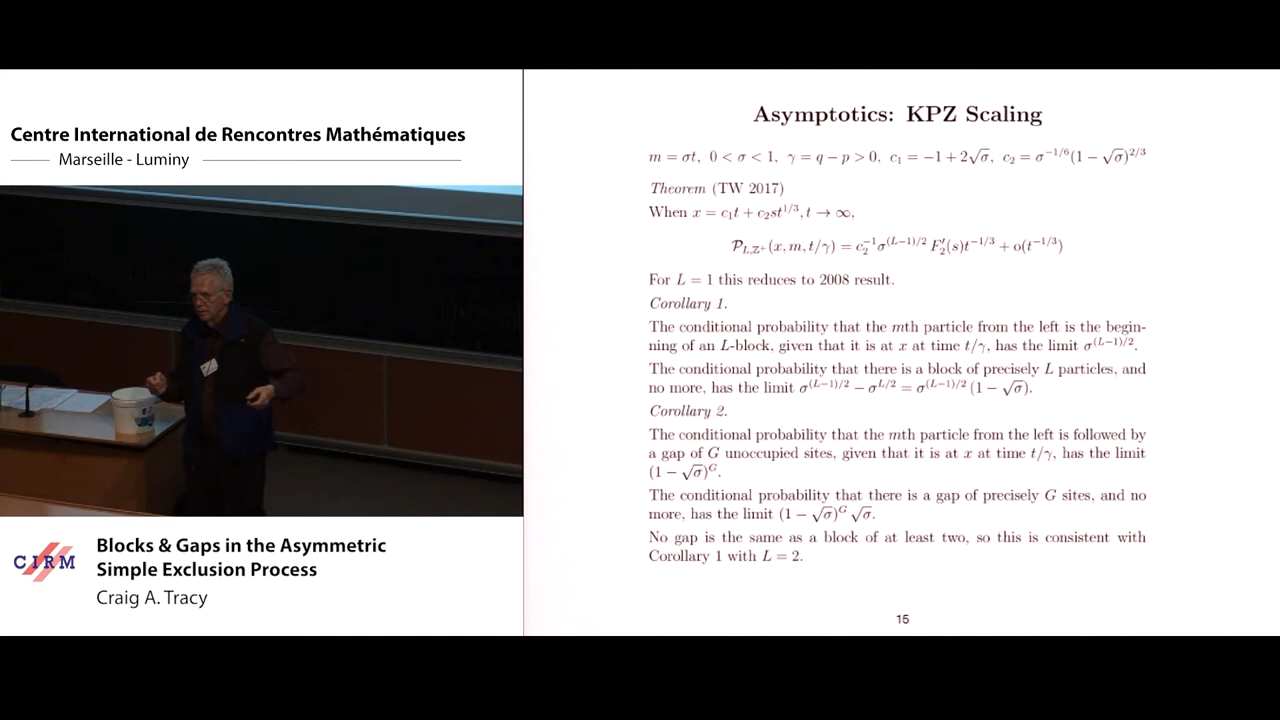 Centre International de Rencontres Mathématiques
Marseille - Luminy
CIRM
Blocks & Gaps in the Asymmetric
Simple Exclusion Process
Craig A. Tracy
Asymptotics: KPZ Scaling
m = σt, 0 < σ < 1, γ = q − p > 0, c₁ = −1 + 2√σ, c₂ = σ^{−1/6}(1 − √σ)^{2/3}
Theorem (TW 2017)
When x = c₁t + c₂st^{1/3}, t → ∞,
𝒫_{L,ℤ⁺}(x, m, t/γ) = c₂^{−1}σ^{(L−1)/2} F₂′(s)t^{−1/3} + o(t^{−1/3})
For L = 1 this reduces to 2008 result.
Corollary 1.
The conditional probability that the mth particle from the left is the begin-
ning of an L-block, given that it is at x at time t/γ, has the limit σ^{(L−1)/2}.
The conditional probability that there is a block of precisely L particles, and
no more, has the limit σ^{(L−1)/2} − σ^{L/2} = σ^{(L−1)/2} (1 − √σ).
Corollary 2.
The conditional probability that the mth particle from the left is followed by
a gap of G unoccupied sites, given that it is at x at time t/γ, has the limit
(1 − √σ)^G.
The conditional probability that there is a gap of precisely G sites, and no
more, has the limit (1 − √σ)^G √σ.
No gap is the same as a block of at least two, so this is consistent with
Corollary 1 with L = 2.
15